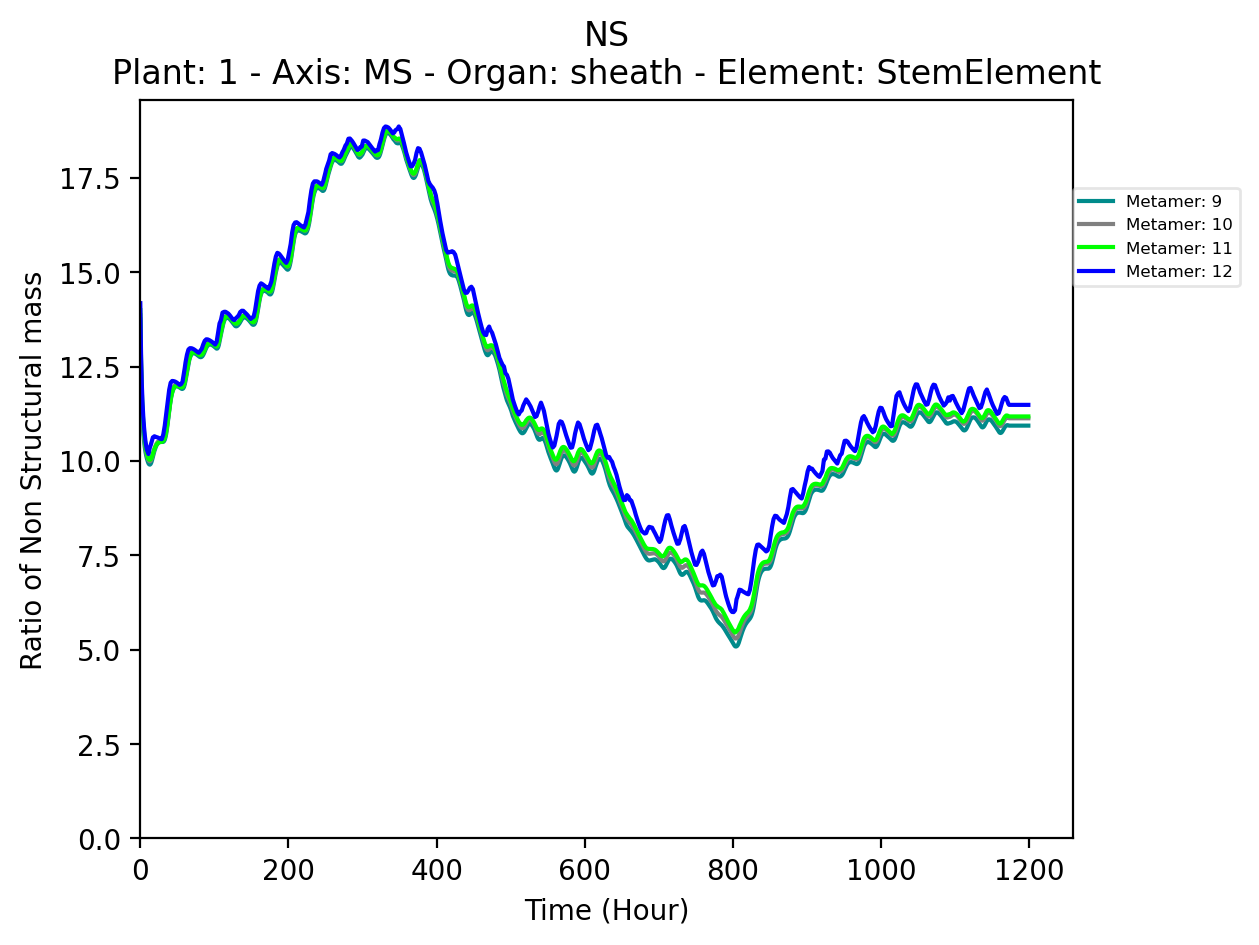 NS
Plant: 1 - Axis: MS - Organ: sheath - Element: StemElement
Ratio of Non Structural mass
17.5
15.0
12.5
10.0
7.5
5.0
2.5
0.0
0 200 400 600 800 1000 1200
Time (Hour)
Metamer: 9
Metamer: 10
Metamer: 11
Metamer: 12